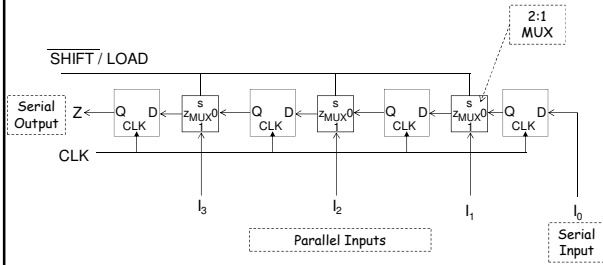 2:1
MUX
SHIFT / LOAD
Serial
Output
Z
Q D
CLK
s
Z MUX 0
1
Q D
CLK
s
Z MUX 0
1
Q D
CLK
s
Z MUX 0
1
Q D
CLK
CLK
I3
I2
I1
I0
Parallel Inputs
Serial
Input